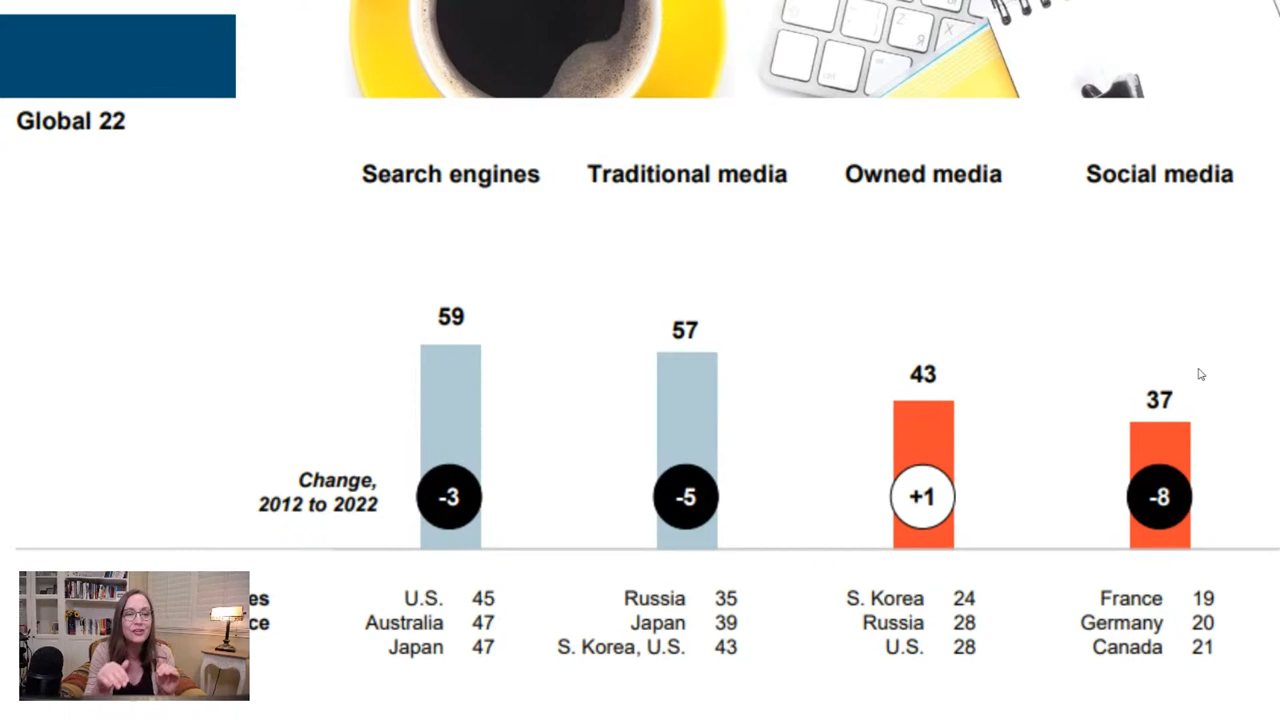 Global 22
Search engines Traditional media Owned media Social media
59 57 43 37
Change,
2012 to 2022
-3 -5 +1 -8
es U.S. 45 Russia 35 S. Korea 24 France 19
ce Australia 47 Japan 39 Russia 28 Germany 20
Japan 47 S. Korea, U.S. 43 U.S. 28 Canada 21